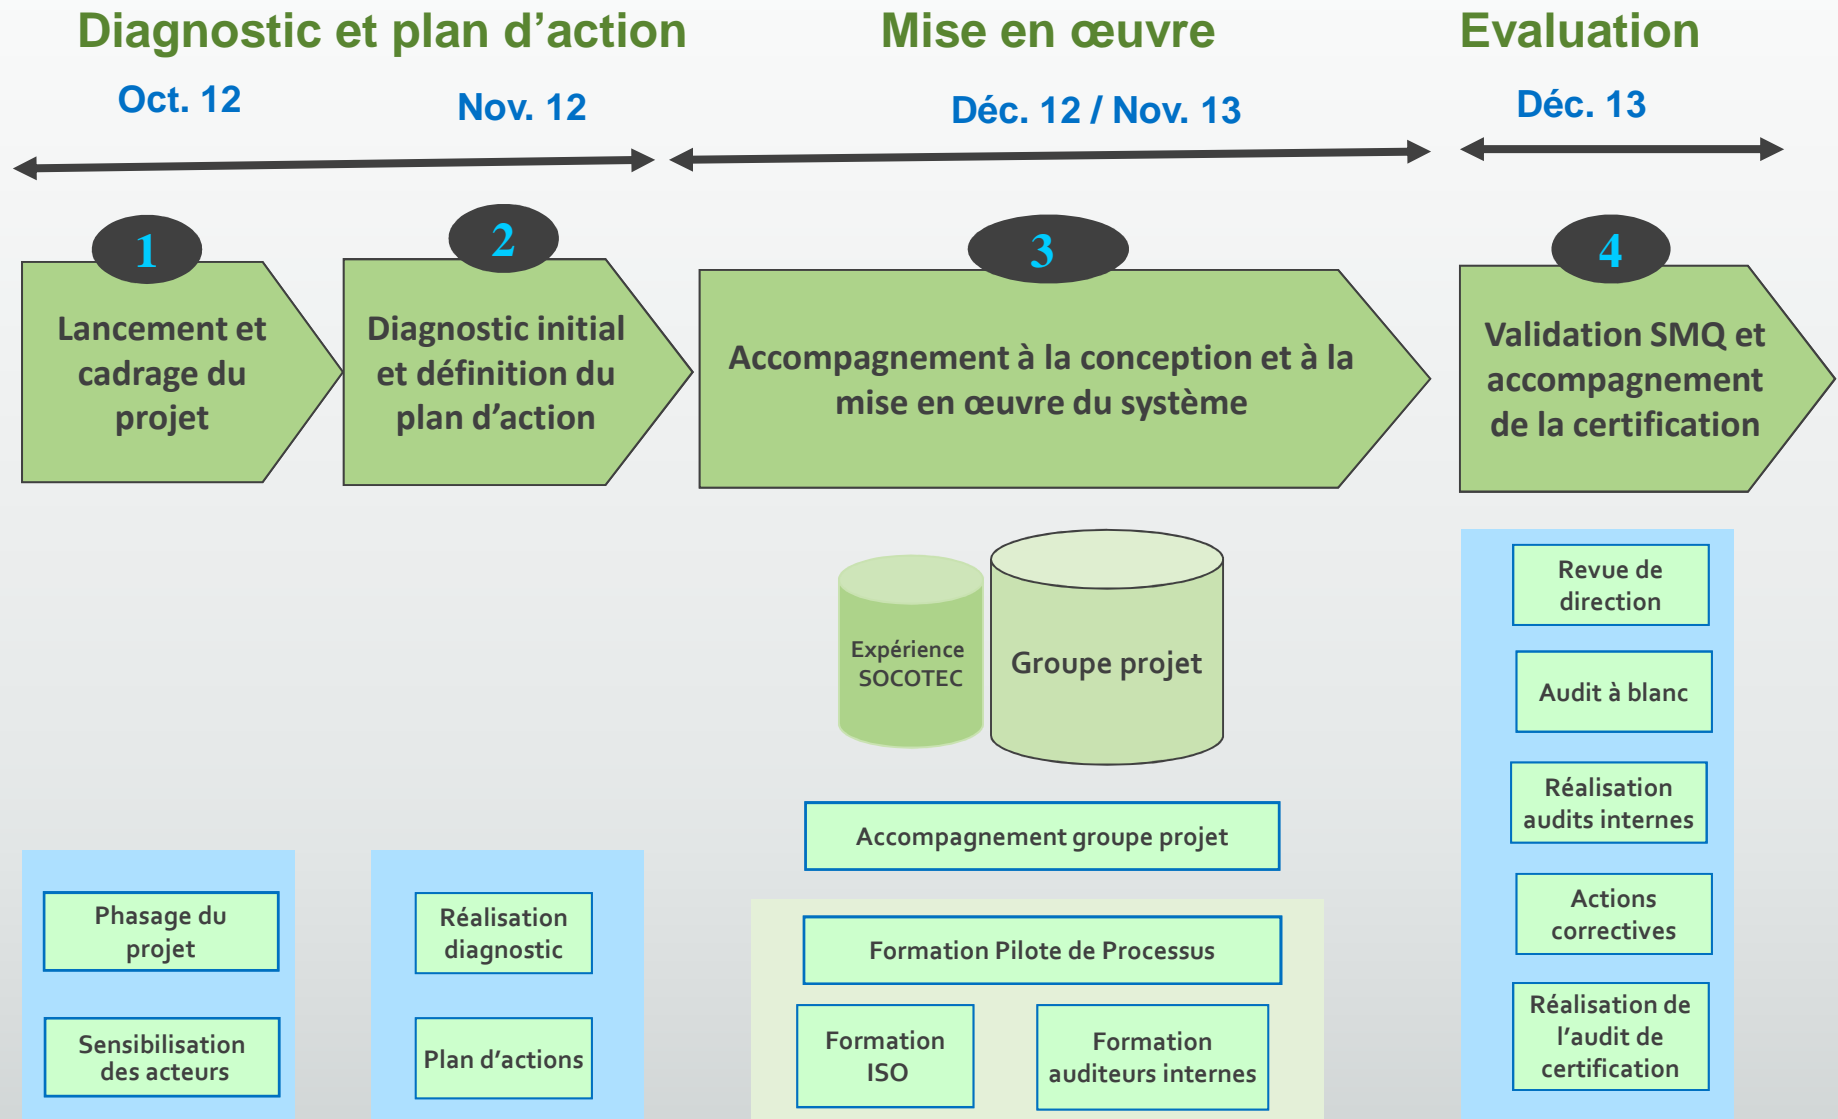 Diagnostic et plan d’action
Mise en œuvre
Evaluation
Oct. 12
Nov. 12
Déc. 12 / Nov. 13
Déc. 13
1
Lancement et
cadrage du
projet
2
Diagnostic initial
et définition du
plan d’action
3
Accompagnement à la conception et à la
mise en œuvre du système
4
Validation SMQ et
accompagnement
de la certification
Phasage du
projet
Sensibilisation
des acteurs
Réalisation
diagnostic
Plan d’actions
Expérience
SOCOTEC
Groupe projet
Accompagnement groupe projet
Formation Pilote de Processus
Formation
ISO
Formation
auditeurs internes
Revue de
direction
Audit à blanc
Réalisation
audits internes
Actions
correctives
Réalisation de
l’audit de
certification